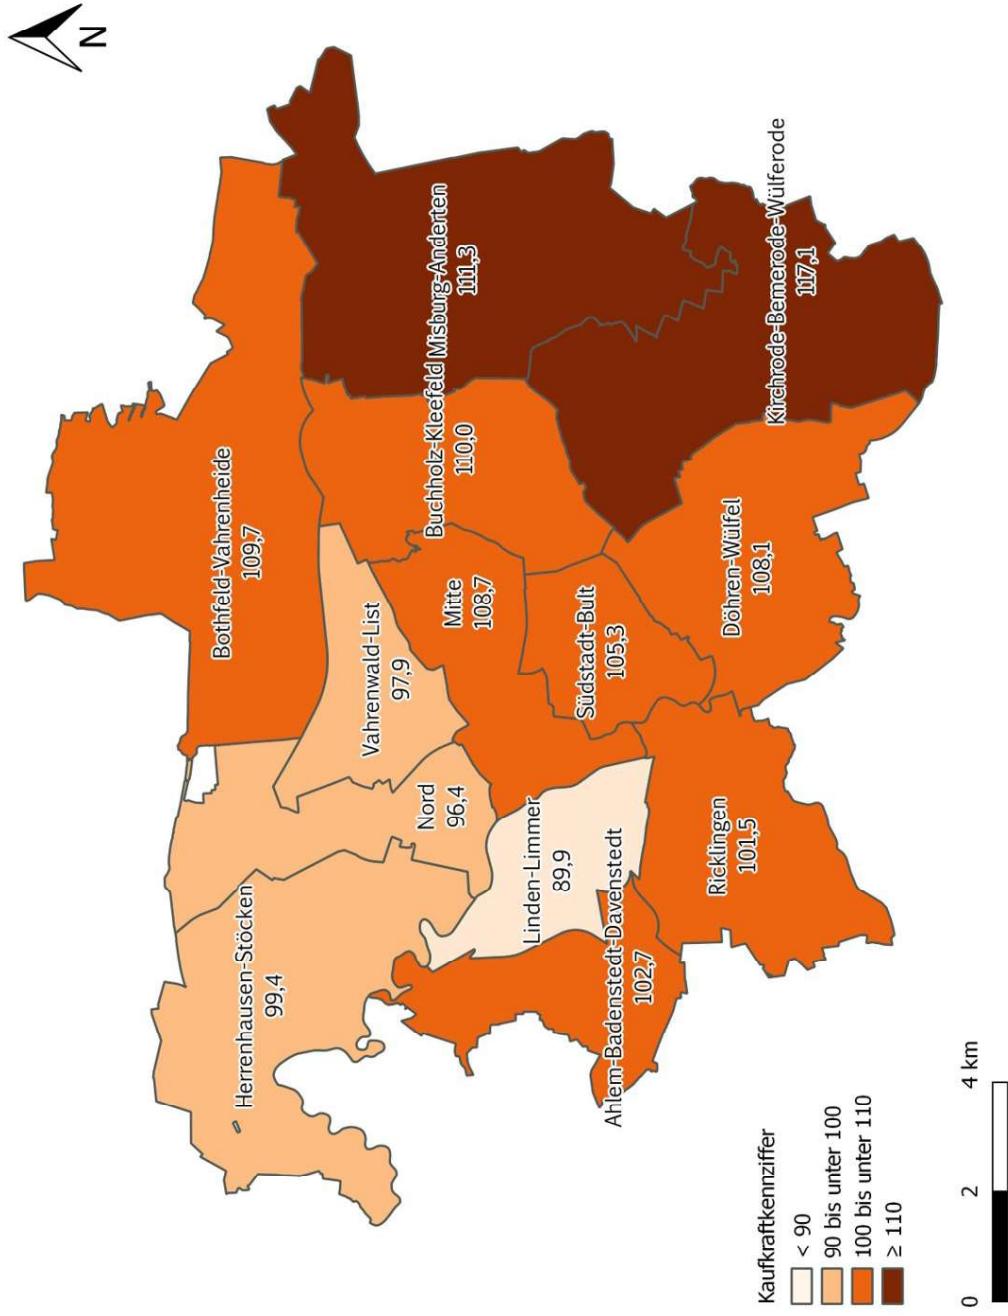 N
Bothfeld-Vahrenheide
109,7
Herrenhausen-Stöcken
99,4
Vahrenwald-List
97,9
Nord
96,4
Buchholz-Kleefeld
110,0
Misburg-Anderten
111,3
Mitte
108,7
Linden-Limmer
89,9
Südstadt-Bult
105,3
Ahlem-Badenstedt-Davenstedt
102,7
Ricklingen
101,5
Döhren-Wülfel
108,1
Kirchrode-Bemerode-Wülferode
117,1
Kaufkraftkennziffer
< 90
90 bis unter 100
100 bis unter 110
≥ 110
0 2 4 km